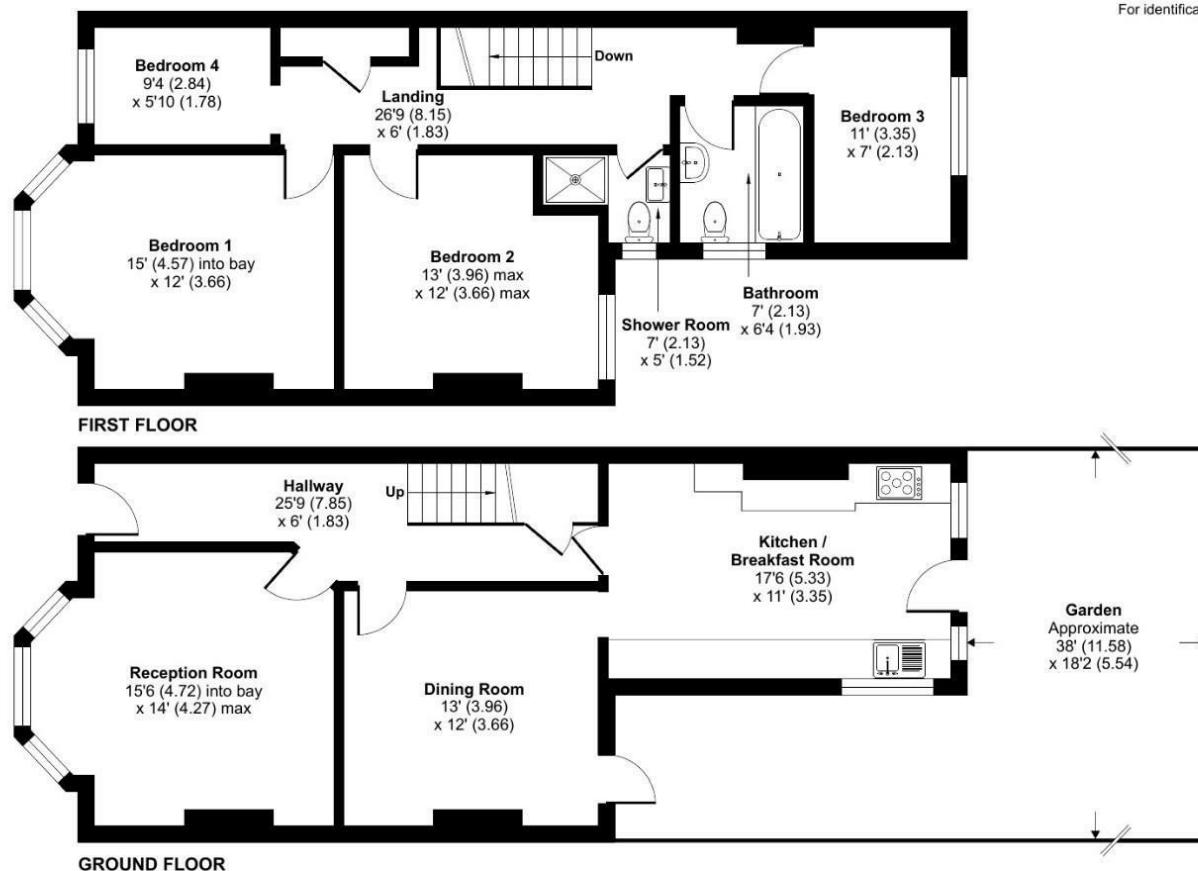 For identifica
Bedroom 4
9'4 (2.84)
x 5'10 (1.78)
Down
Landing
26'9 (8.15)
x 6' (1.83)
Bedroom 3
11' (3.35)
x 7' (2.13)
Bedroom 1
15' (4.57) into bay
x 12' (3.66)
Bedroom 2
13' (3.96) max
x 12' (3.66) max
Shower Room
7' (2.13)
x 5' (1.52)
Bathroom
7' (2.13)
x 6'4 (1.93)
FIRST FLOOR
Hallway
25'9 (7.85)
x 6' (1.83)
Up
Kitchen /
Breakfast Room
17'6 (5.33)
x 11' (3.35)
Garden
Approximate
38' (11.58)
x 18'2 (5.54)
Reception Room
15'6 (4.72) into bay
x 14' (4.27) max
Dining Room
13' (3.96)
x 12' (3.66)
GROUND FLOOR